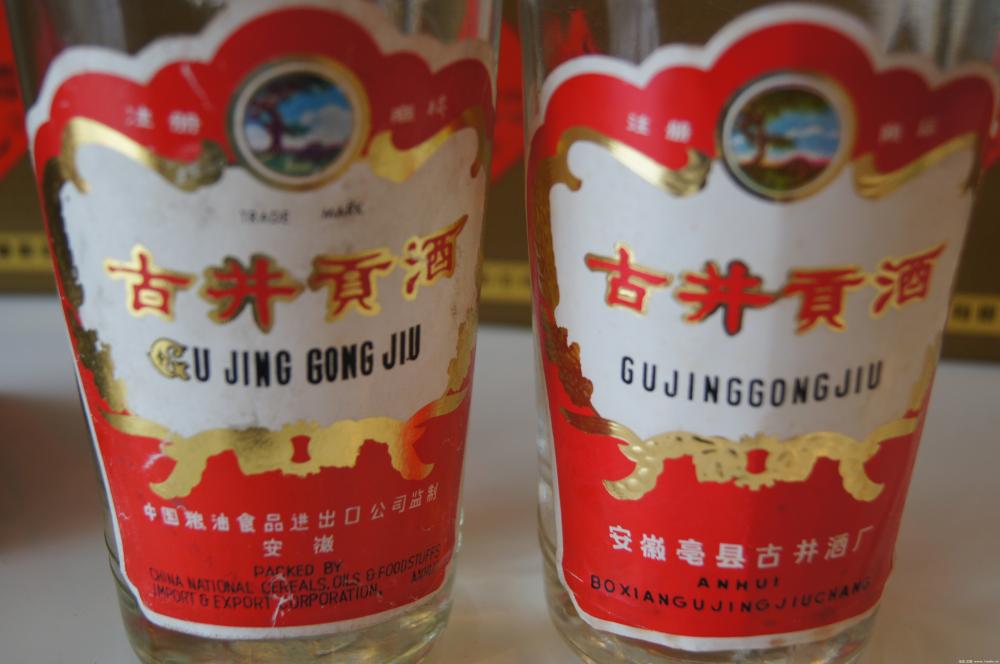 注册 商标
TRADE MARK
古井貢酒
GU JING GONG JIU
中国粮油食品进出口公司监制
安徽
PACKED BY
CHINA NATIONAL CEREALS, OILS & FOODSTUFFS
IMPORT & EXPORT CORPORATION, ANHUI
注册 商标
古井貢酒
GUJINGGONGJIU
安徽亳县古井酒厂
ANHUI
BOXIANGUJINGJIUCHANG